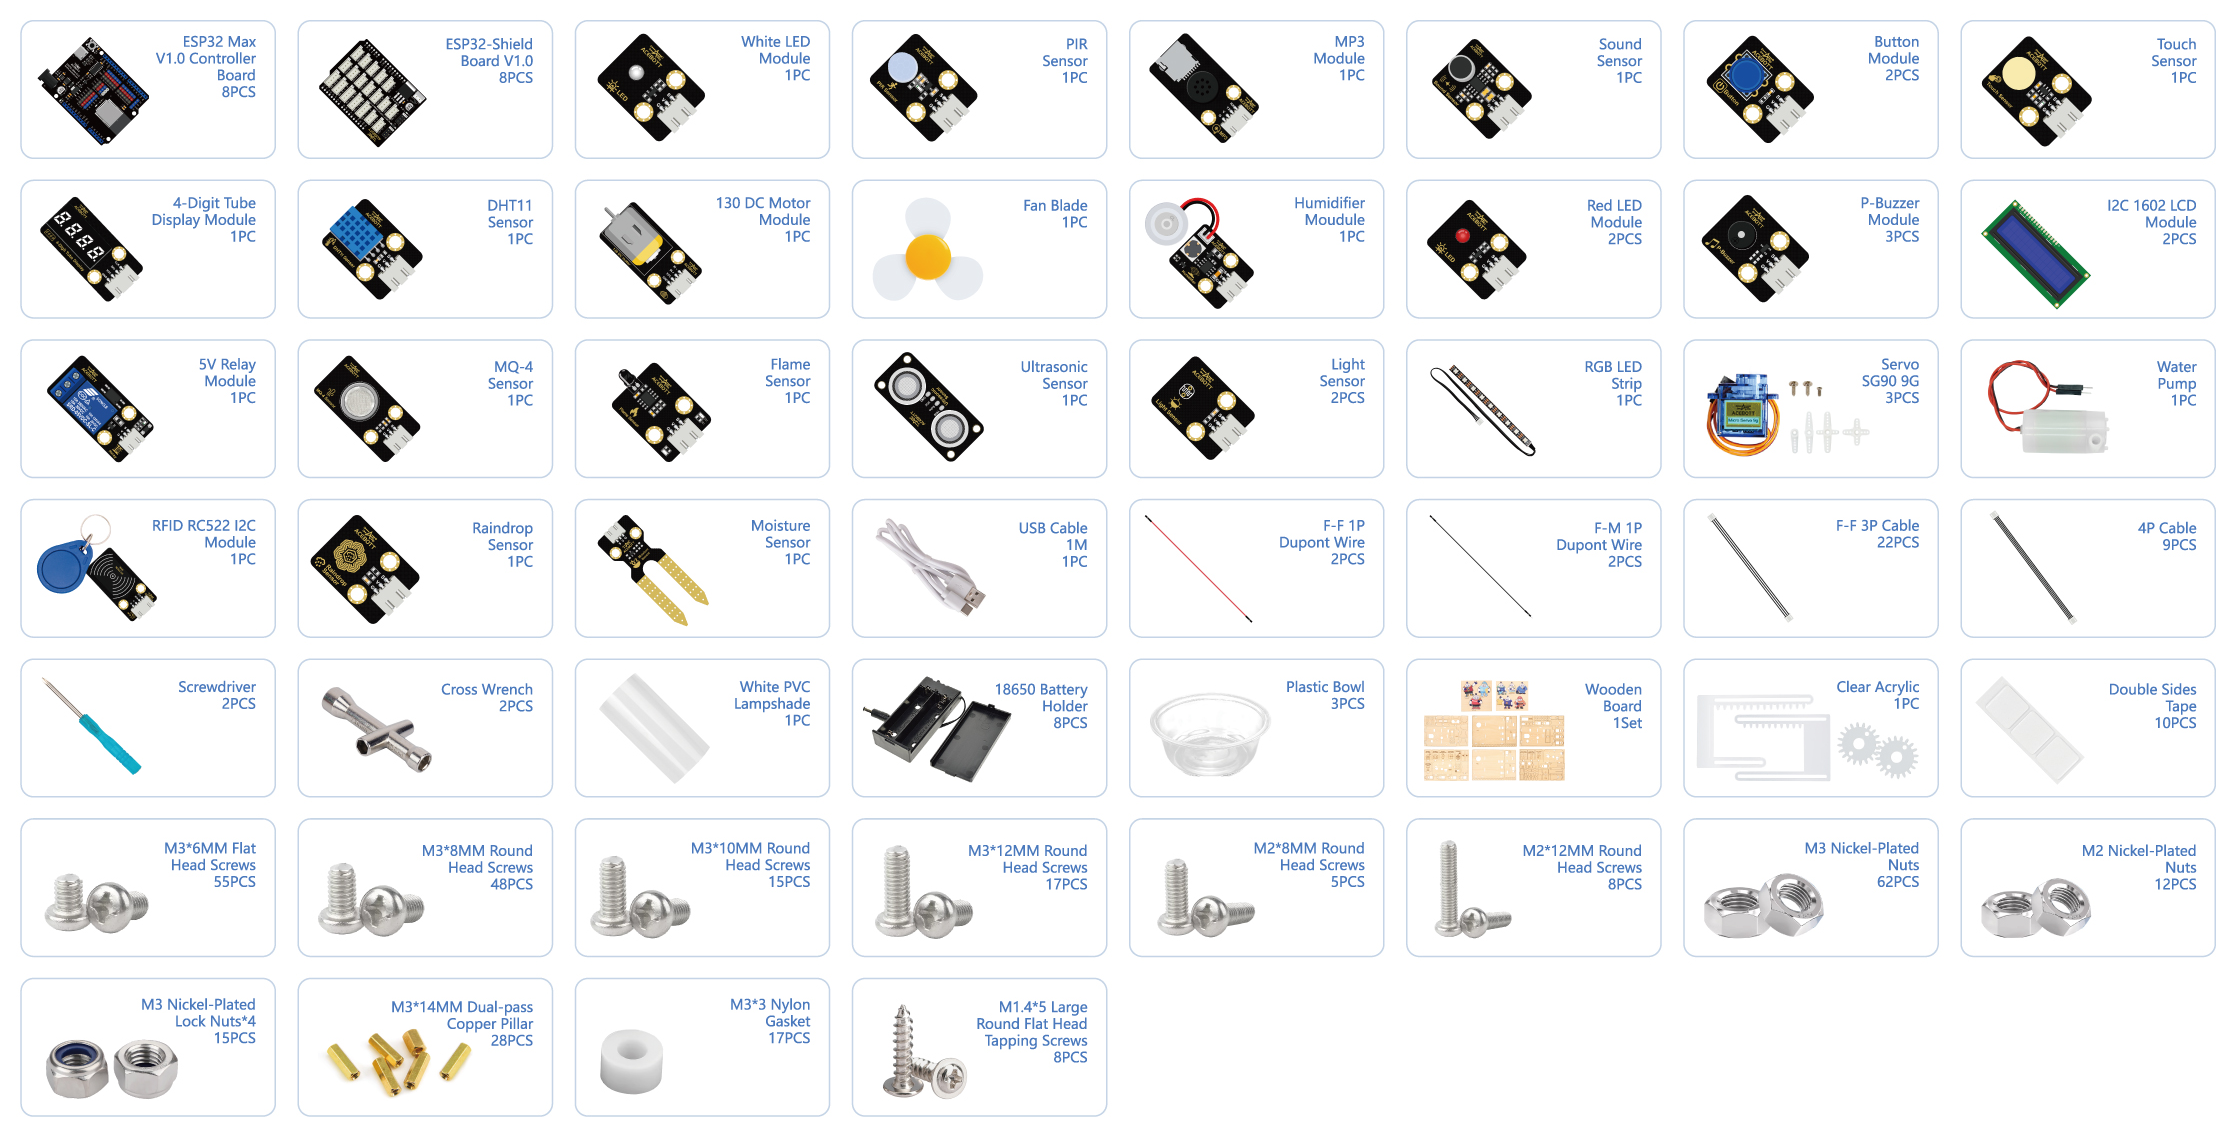 ESP32 Max
V1.0 Controller
Board
8PCS
ESP32-Shield
Board V1.0
8PCS
White LED
Module
1PC
PIR
Sensor
1PC
MP3
Module
1PC
Sound
Sensor
1PC
Button
Module
2PCS
Touch
Sensor
1PC
4-Digit Tube
Display Module
1PC
DHT11
Sensor
1PC
130 DC Motor
Module
1PC
Fan Blade
1PC
Humidifier
Moudule
1PC
Red LED
Module
2PCS
P-Buzzer
Module
3PCS
I2C 1602 LCD
Module
2PCS
5V Relay
Module
1PC
MQ-4
Sensor
1PC
Flame
Sensor
1PC
Ultrasonic
Sensor
1PC
Light
Sensor
2PCS
RGB LED
Strip
1PC
Servo
SG90 9G
3PCS
Water
Pump
1PC
RFID RC522 I2C
Module
1PC
Raindrop
Sensor
1PC
Moisture
Sensor
1PC
USB Cable
1M
1PC
F-F 1P
Dupont Wire
2PCS
F-M 1P
Dupont Wire
2PCS
F-F 3P Cable
22PCS
4P Cable
9PCS
Screwdriver
2PCS
Cross Wrench
2PCS
White PVC
Lampshade
1PC
18650 Battery
Holder
8PCS
Plastic Bowl
3PCS
Wooden
Board
1Set
Clear Acrylic
1PC
Double Sides
Tape
10PCS
M3*6MM Flat
Head Screws
55PCS
M3*8MM Round
Head Screws
48PCS
M3*10MM Round
Head Screws
15PCS
M3*12MM Round
Head Screws
17PCS
M2*8MM Round
Head Screws
5PCS
M2*12MM Round
Head Screws
8PCS
M3 Nickel-Plated
Nuts
62PCS
M2 Nickel-Plated
Nuts
12PCS
M3 Nickel-Plated
Lock Nuts*4
15PCS
M3*14MM Dual-pass
Copper Pillar
28PCS
M3*3 Nylon
Gasket
17PCS
M1.4*5 Large
Round Flat Head
Tapping Screws
8PCS